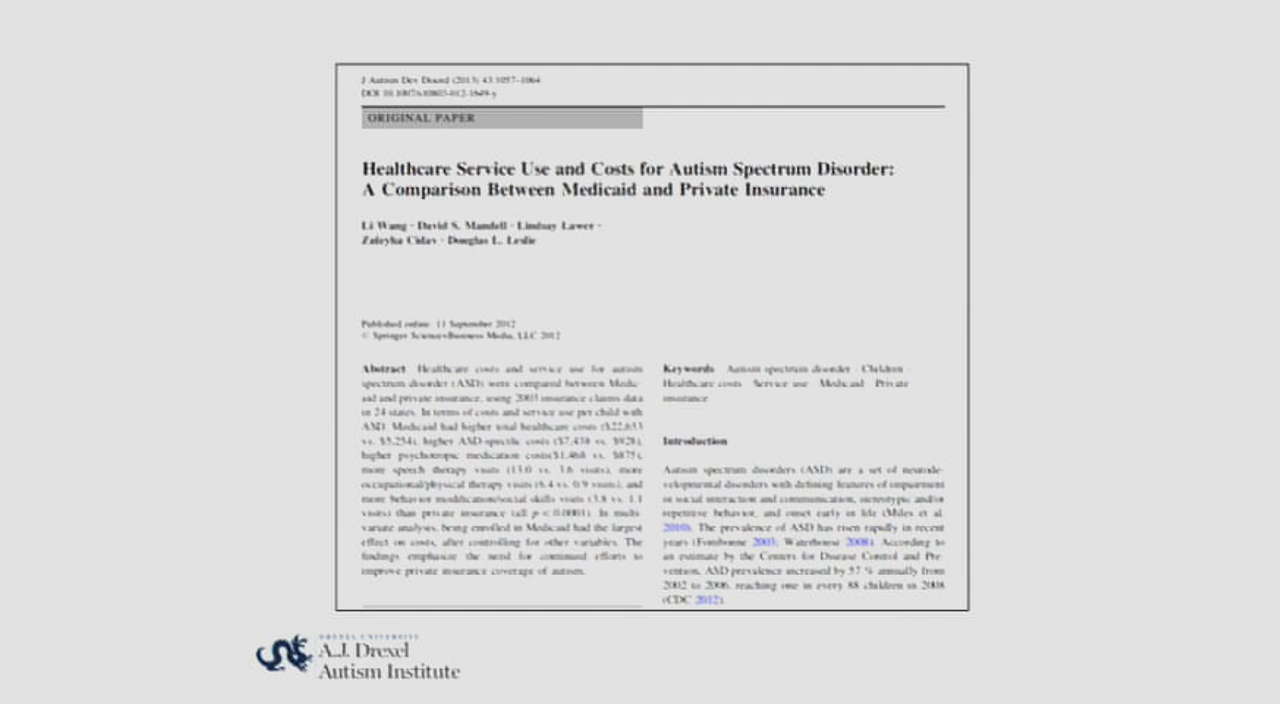 J Autism Dev Disord (2013) 43:1057–1064
DOI 10.1007/s10803-012-1649-y
ORIGINAL PAPER
Healthcare Service Use and Costs for Autism Spectrum Disorder:
A Comparison Between Medicaid and Private Insurance
Li Wang · David S. Mandell · Lindsay Lawer ·
Zuleyha Cidav · Douglas L. Leslie
Published online: 11 September 2012
© Springer Science+Business Media, LLC 2012
Abstract Healthcare costs and service use for autism
spectrum disorder (ASD) were compared between Medic-
aid and private insurance, using 2003 insurance claims data
in 24 states. In terms of costs and service use per child with
ASD, Medicaid had higher total healthcare costs ($22,653
vs. $5,254), higher ASD-specific costs ($7,438 vs. $928),
higher psychotropic medication costs($1,468 vs. $875),
more speech therapy visits (13.0 vs. 3.6 visits), more
occupational/physical therapy visits (6.4 vs. 0.9 visits), and
more behavior modification/social skills visits (3.8 vs. 1.1
visits) than private insurance (all p < 0.0001). In multi-
variate analysis, being enrolled in Medicaid had the largest
effect on costs, after controlling for other variables. The
findings emphasize the need for continued efforts to
improve private insurance coverage of autism.
Keywords Autism spectrum disorder · Children ·
Healthcare costs · Service use · Medicaid · Private
insurance
Introduction
Autism spectrum disorders (ASD) are a set of neurode-
velopmental disorders with defining features of impairment
in social interaction and communication, stereotypic and/or
repetitive behavior, and onset early in life (Miles et al.
2010). The prevalence of ASD has risen rapidly in recent
years (Fombonne 2003; Waterhouse 2008). According to
an estimate by the Centers for Disease Control and Pre-
vention, ASD prevalence increased by 57 % annually from
2002 to 2006, reaching one in every 88 children in 2008
(CDC 2012).
DREXEL UNIVERSITY
A.J. Drexel
Autism Institute